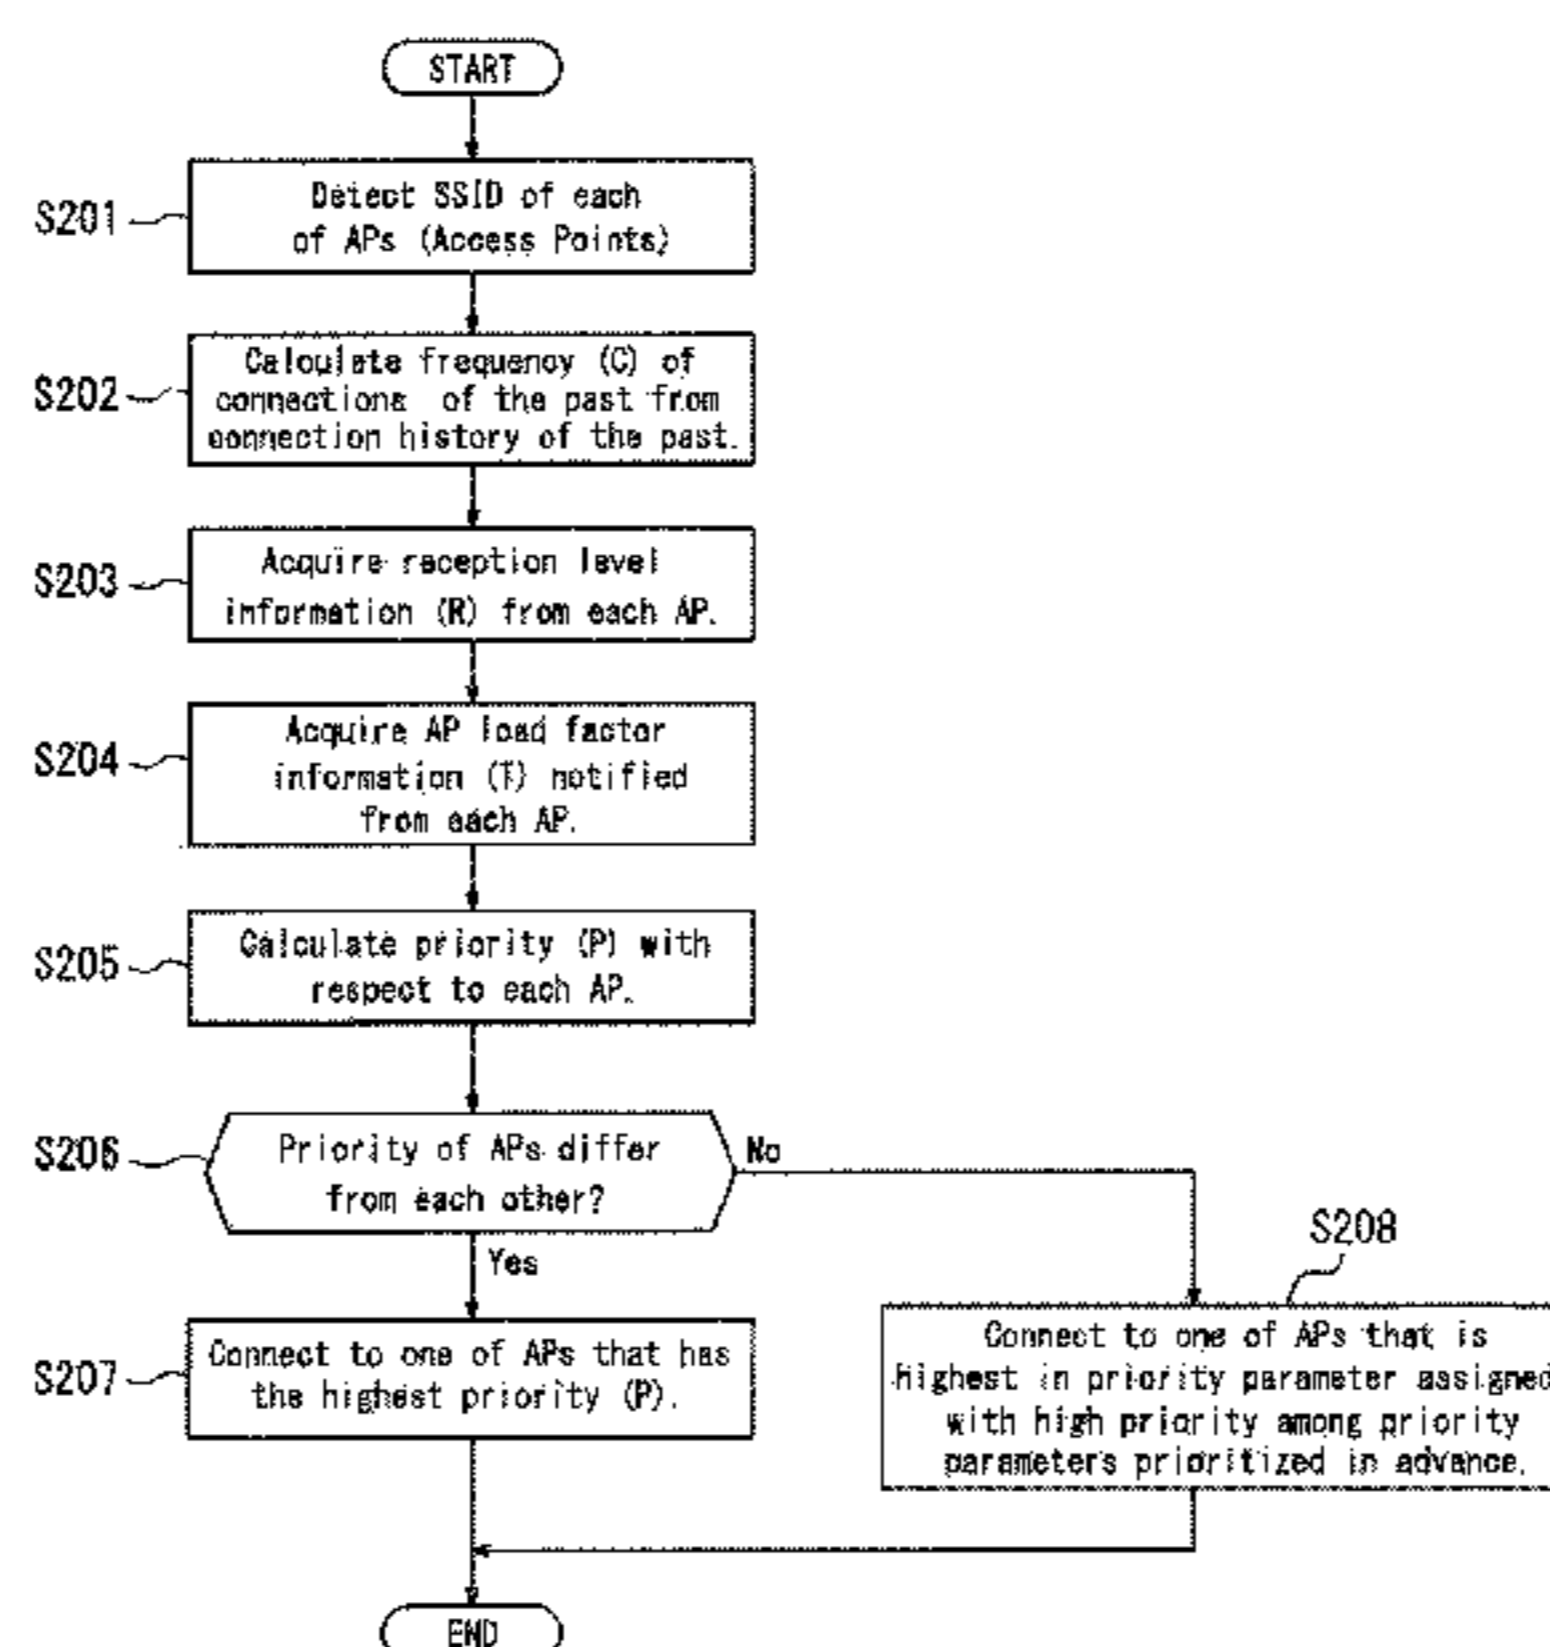 START
S201
Detect SSID of each
of APs (Access Points)
S202
Calculate frequency (C) of
connections of the past from
connection history of the past.
S203
Acquire reception level
information (R) from each AP.
S204
Acquire AP load factor
information (T) notified
from each AP.
S205
Calculate priority (P) with
respect to each AP.
S206
Priority of APs differ
from each other?
No
Yes
S208
S207
Connect to one of APs that has
the highest priority (P).
Connect to one of APs that is
highest in priority parameter assigned
with high priority among priority
parameters prioritized in advance.
END